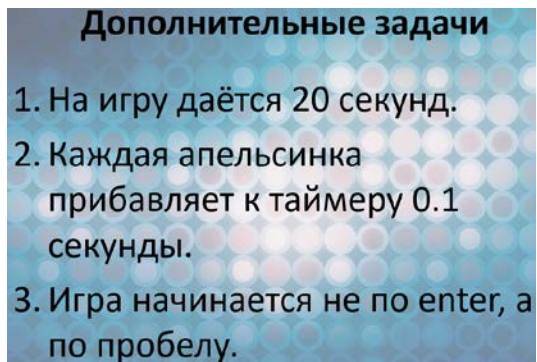 Дополнительные задачи
1. На игру даётся 20 секунд.
2. Каждая апельсинка
прибавляет к таймеру 0.1
секунды.
3. Игра начинается не по enter, а
по пробелу.